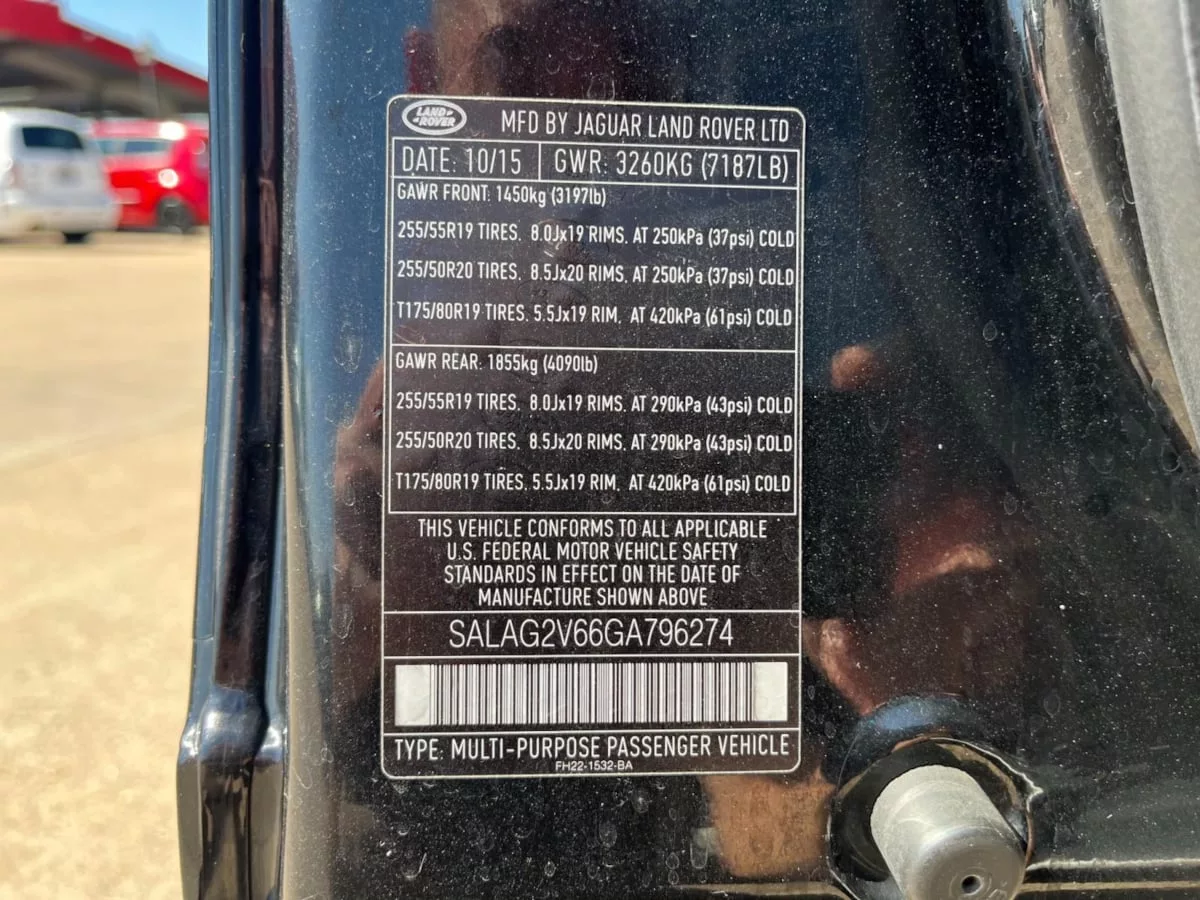 LAND ROVER
MFD BY JAGUAR LAND ROVER LTD
DATE: 10/15 GWR: 3260KG (7187LB)
GAWR FRONT: 1450kg (3197lb)
255/55R19 TIRES. 8.0Jx19 RIMS. AT 250kPa (37psi) COLD
255/50R20 TIRES. 8.5Jx20 RIMS. AT 250kPa (37psi) COLD
T175/80R19 TIRES. 5.5Jx19 RIM. AT 420kPa (61psi) COLD
GAWR REAR: 1855kg (4090lb)
255/55R19 TIRES. 8.0Jx19 RIMS. AT 290kPa (43psi) COLD
255/50R20 TIRES. 8.5Jx20 RIMS. AT 290kPa (43psi) COLD
T175/80R19 TIRES. 5.5Jx19 RIM. AT 420kPa (61psi) COLD
THIS VEHICLE CONFORMS TO ALL APPLICABLE
U.S. FEDERAL MOTOR VEHICLE SAFETY
STANDARDS IN EFFECT ON THE DATE OF
MANUFACTURE SHOWN ABOVE
SALAG2V66GA796274
TYPE: MULTI-PURPOSE PASSENGER VEHICLE
FH22-1532-BA